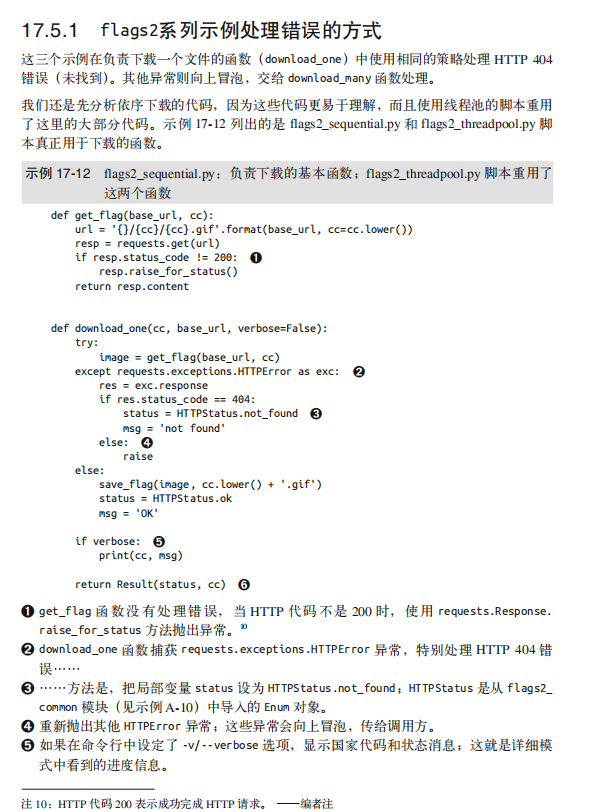 17.5.1 flags2系列示例处理错误的方式
这三个示例在负责下载一个文件的函数（download_one）中使用相同的策略处理 HTTP 404
错误（未找到）。其他异常则向上冒泡，交给 download_many 函数处理。
我们还是先分析依序下载的代码，因为这些代码更易于理解，而且使用线程池的脚本重用
了这里的大部分代码。示例 17-12 列出的是 flags2_sequential.py 和 flags2_threadpool.py 脚
本真正用于下载的函数。
示例 17-12 flags2_sequential.py：负责下载的基本函数；flags2_threadpool.py 脚本重用了
这两个函数
def get_flag(base_url, cc):
    url = '{}/{cc}/{cc}.gif'.format(base_url, cc=cc.lower())
    resp = requests.get(url)
    if resp.status_code != 200: ❶
        resp.raise_for_status()
    return resp.content
def download_one(cc, base_url, verbose=False):
    try:
        image = get_flag(base_url, cc)
    except requests.exceptions.HTTPError as exc: ❷
        res = exc.response
        if res.status_code == 404:
            status = HTTPStatus.not_found ❸
            msg = 'not found'
        else: ❹
            raise
    else:
        save_flag(image, cc.lower() + '.gif')
        status = HTTPStatus.ok
        msg = 'OK'
    if verbose: ❺
        print(cc, msg)
    return Result(status, cc) ❻
❶ get_flag 函数没有处理错误，当 HTTP 代码不是 200 时，使用 requests.Response.
raise_for_status 方法抛出异常。10
❷ download_one 函数捕获 requests.exceptions.HTTPError 异常，特别处理 HTTP 404 错
误……
❸ ……方法是，把局部变量 status 设为 HTTPStatus.not_found；HTTPStatus 是从 flags2_
common 模块（见示例 A-10）中导入的 Enum 对象。
❹ 重新抛出其他 HTTPError 异常；这些异常会向上冒泡，传给调用方。
❺ 如果在命令行中设定了 -v/--verbose 选项，显示国家代码和状态消息；这就是详细模
式中看到的进度信息。
注 10：HTTP 代码 200 表示成功完成 HTTP 请求。 ——编者注